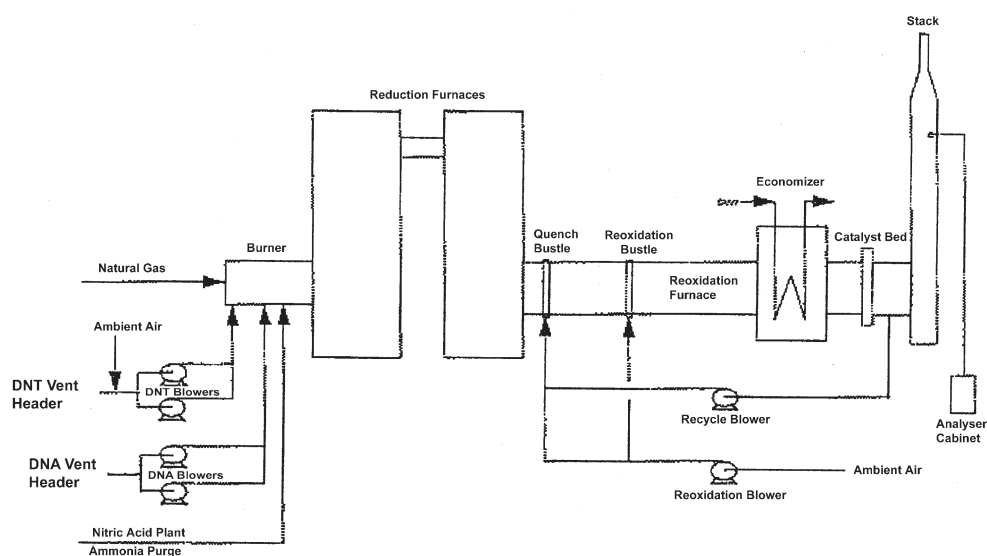 Stack
Reduction Furnaces
Economizer
Quench
Bustle
Reoxidation
Bustle
Catalyst Bed
Burner
Natural Gas
Reoxidation
Furnace
Ambient Air
DNT Vent
Header
DNT Blowers
Recycle Blower
Analyser
Cabinet
DNA Vent
Header
DNA Blowers
Reoxidation Blower
Ambient Air
Nitric Acid Plant
Ammonia Purge